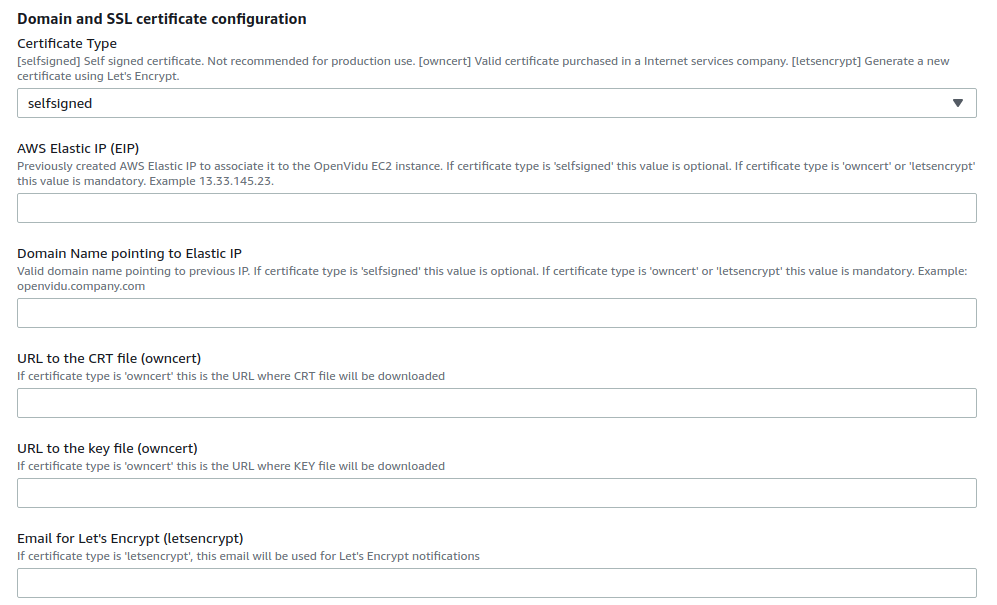 Domain and SSL certificate configuration
Certificate Type
[selfsigned] Self signed certificate. Not recommended for production use. [owncert] Valid certificate purchased in a Internet services company. [letsencrypt] Generate a new
certificate using Let's Encrypt.
selfsigned
AWS Elastic IP (EIP)
Previously created AWS Elastic IP to associate it to the OpenVidu EC2 instance. If certificate type is 'selfsigned' this value is optional. If certificate type is 'owncert' or 'letsencrypt'
this value is mandatory. Example 13.33.145.23.
Domain Name pointing to Elastic IP
Valid domain name pointing to previous IP. If certificate type is 'selfsigned' this value is optional. If certificate type is 'owncert' or 'letsencrypt' this value is mandatory. Example:
openvidu.company.com
URL to the CRT file (owncert)
If certificate type is 'owncert' this is the URL where CRT file will be downloaded
URL to the key file (owncert)
If certificate type is 'owncert' this is the URL where KEY file will be downloaded
Email for Let's Encrypt (letsencrypt)
If certificate type is 'letsencrypt', this email will be used for Let's Encrypt notifications